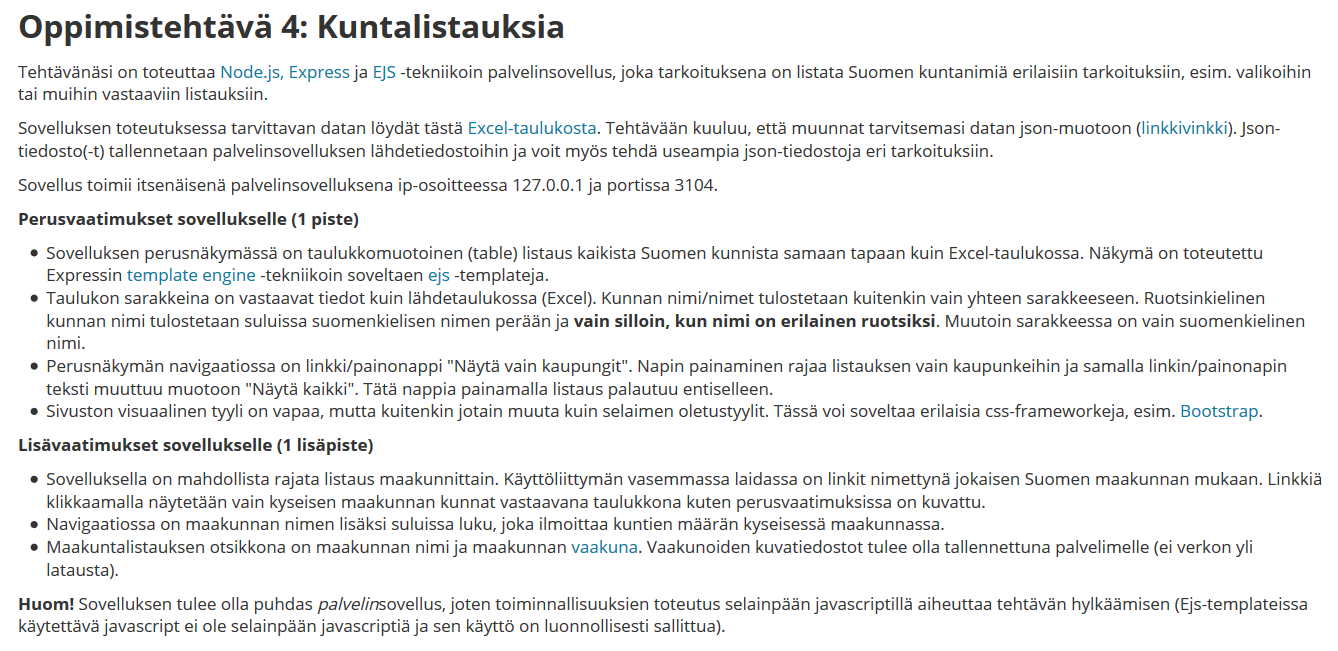 Oppimistehtävä 4: Kuntalistauksia
Tehtävänäsi on toteuttaa Node.js, Express ja EJS -tekniikoin palvelinsovellus, joka tarkoituksena on listata Suomen kuntanimiä erilaisiin tarkoituksiin, esim. valikoihin
tai muihin vastaaviin listauksiin.
Sovelluksen toteutuksessa tarvittavan datan löydät tästä Excel-taulukosta. Tehtävään kuuluu, että muunnat tarvitsemasi datan json-muotoon (linkkivinkki). Json-
tiedosto(-t) tallennetaan palvelinsovelluksen lähdetiedostoihin ja voit myös tehdä useampia json-tiedostoja eri tarkoituksiin.
Sovellus toimii itsenäisenä palvelinsovelluksena ip-osoitteessa 127.0.0.1 ja portissa 3104.
Perusvaatimukset sovellukselle (1 piste)
● Sovelluksen perusnäkymässä on taulukkomuotoinen (table) listaus kaikista Suomen kunnista samaan tapaan kuin Excel-taulukossa. Näkymä on toteutettu
Expressin template engine -tekniikoin soveltaen ejs -templateja.
● Taulukon sarakkeina on vastaavat tiedot kuin lähdetaulukossa (Excel). Kunnan nimi/nimet tulostetaan kuitenkin vain yhteen sarakkeeseen. Ruotsinkielinen
kunnan nimi tulostetaan suluissa suomenkielisen nimen perään ja vain silloin, kun nimi on erilainen ruotsiksi. Muutoin sarakkeessa on vain suomenkielinen
nimi.
● Perusnäkymän navigaatiossa on linkki/painonappi "Näytä vain kaupungit". Napin painaminen rajaa listauksen vain kaupunkeihin ja samalla linkin/painonapin
teksti muuttuu muotoon "Näytä kaikki". Tätä nappia painamalla listaus palautuu entiselleen.
● Sivuston visuaalinen tyyli on vapaa, mutta kuitenkin jotain muuta kuin selaimen oletustyylit. Tässä voi soveltaa erilaisia css-frameworkeja, esim. Bootstrap.
Lisävaatimukset sovellukselle (1 lisäpiste)
● Sovelluksella on mahdollista rajata listaus maakunnittain. Käyttöliittymän vasemmassa laidassa on linkit nimettynä jokaisen Suomen maakunnan mukaan. Linkkiä
klikkaamalla näytetään vain kyseisen maakunnan kunnat vastaavana taulukkona kuten perusvaatimuksissa on kuvattu.
● Navigaatiossa on maakunnan nimen lisäksi suluissa luku, joka ilmoittaa kuntien määrän kyseisessä maakunnassa.
● Maakuntalistauksen otsikkona on maakunnan nimi ja maakunnan vaakuna. Vaakunoiden kuvatiedostot tulee olla tallennettuna palvelimelle (ei verkon yli
latausta).
Huom! Sovelluksen tulee olla puhdas palvelinsovellus, joten toiminnallisuuksien toteutus selainpään javascriptillä aiheuttaa tehtävän hylkäämisen (Ejs-templateissa
käytettävä javascript ei ole selainpään javascriptiä ja sen käyttö on luonnollisesti sallittua).